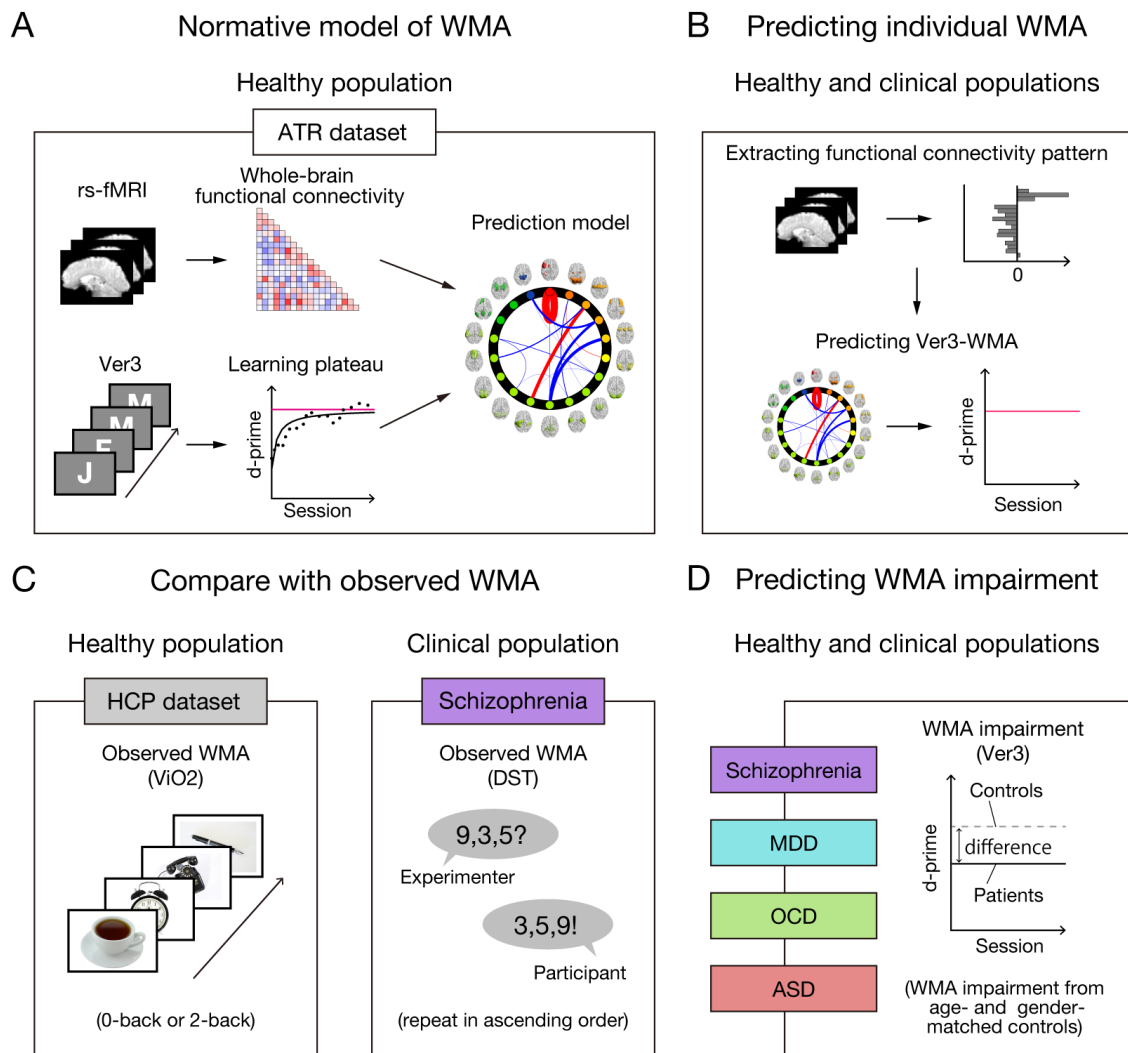 A
Normative model of WMA
Healthy population
ATR dataset
rs-fMRI
Whole-brain
functional connectivity
Prediction model
Ver3
M
M
F
J
Learning plateau
d-prime
Session
B
Predicting individual WMA
Healthy and clinical populations
Extracting functional connectivity pattern
0
Predicting Ver3-WMA
d-prime
Session
C
Compare with observed WMA
Healthy population
HCP dataset
Observed WMA
(ViO2)
(0-back or 2-back)
Clinical population
Schizophrenia
Observed WMA
(DST)
9,3,5?
Experimenter
3,5,9!
Participant
(repeat in ascending order)
D
Predicting WMA impairment
Healthy and clinical populations
Schizophrenia
MDD
OCD
ASD
WMA impairment
(Ver3)
Controls
difference
Patients
d-prime
Session
(WMA impairment from
age- and gender-
matched controls)